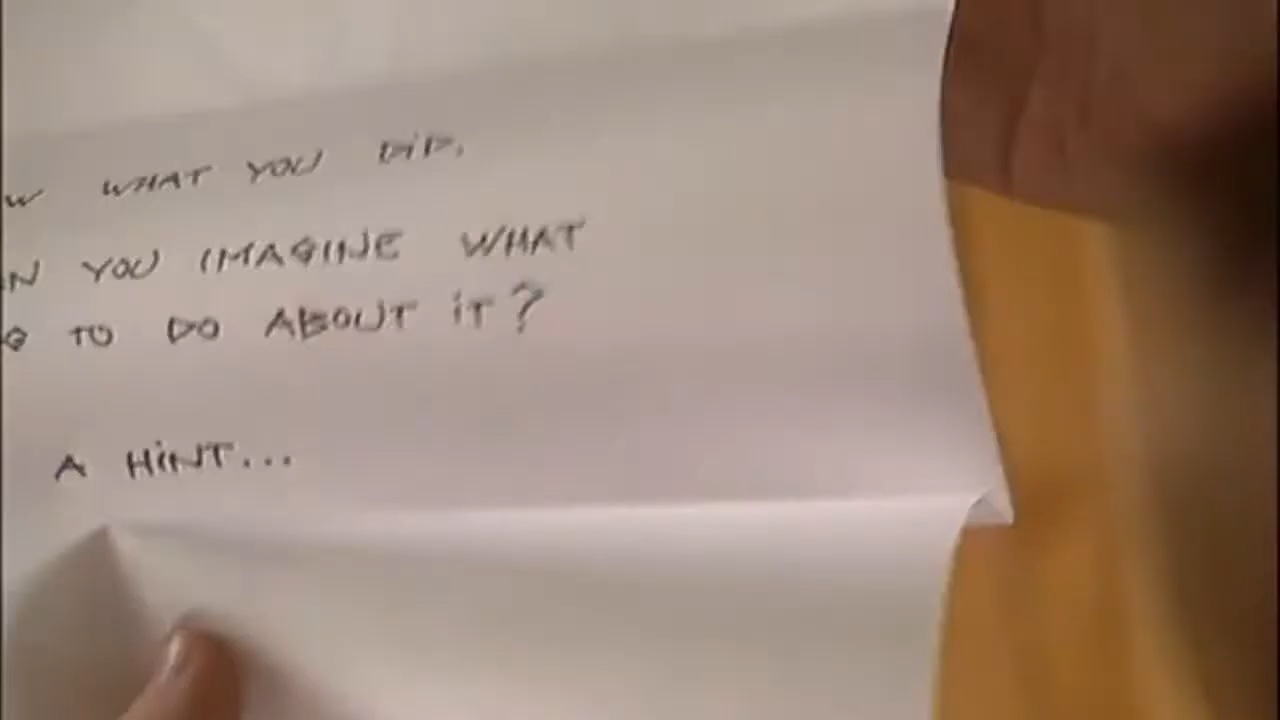 W WHAT YOU DiD.
N YOU IMAGINE WHAT
G TO DO ABOUT iT?
A HiNT...